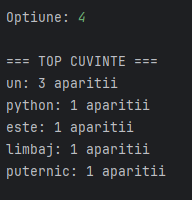 Optiune: 4
=== TOP CUVINTE ===
un: 3 aparitii
python: 1 aparitii
este: 1 aparitii
limbaj: 1 aparitii
puternic: 1 aparitii